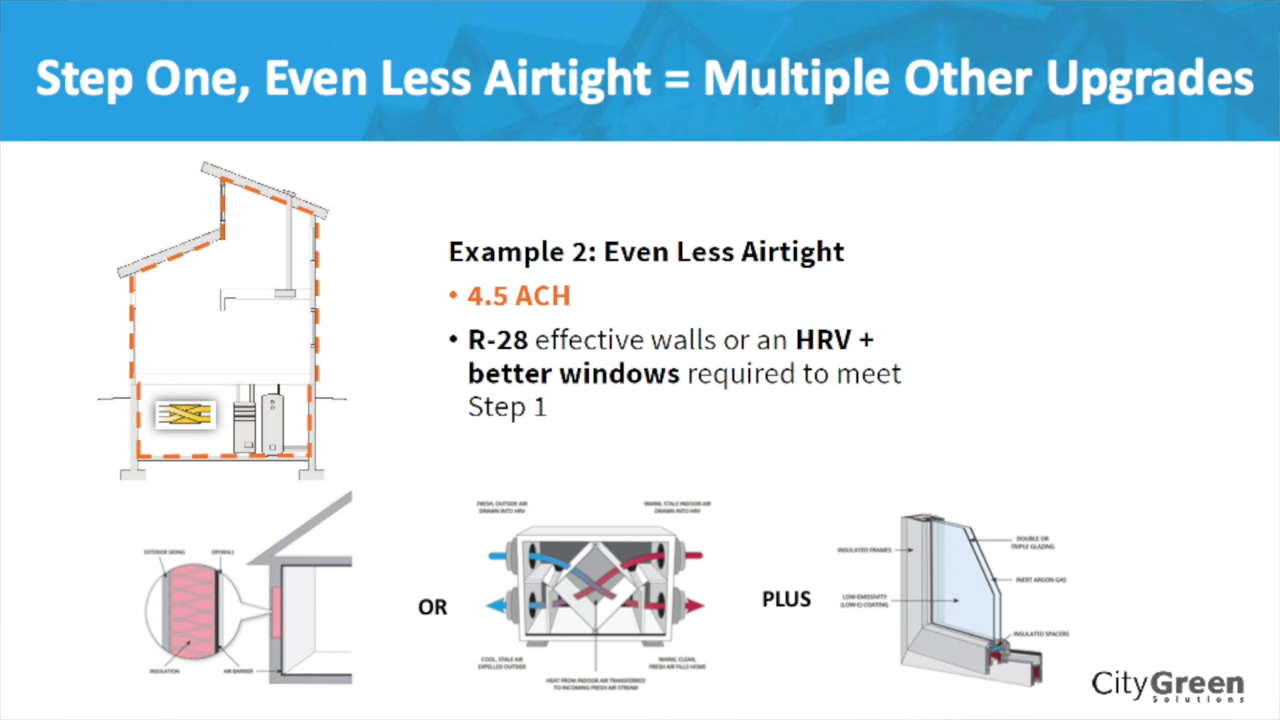 Step One, Even Less Airtight = Multiple Other Upgrades
Example 2: Even Less Airtight
• 4.5 ACH
• R-28 effective walls or an HRV +
better windows required to meet
Step 1
EXTERIOR SIDING
DRYWALL
INSULATION
AIR BARRIER
OR
FRESH, OUTSIDE AIR
DRAWN INTO HRV
WARM, STALE INDOOR AIR
DRAWN INTO HRV
COOL, STALE AIR
EXPELLED OUTSIDE
WARM, CLEAN,
FRESH AIR FILLS HOME
HEAT FROM INDOOR AIR TRANSFERRED
TO INCOMING FRESH AIR STREAM
PLUS
INSULATED FRAMES
DOUBLE OR
TRIPLE GLAZING
INERT ARGON GAS
LOW-EMISSIVITY
(LOW-E) COATING
INSULATED SPACERS
CityGreen
Solutions